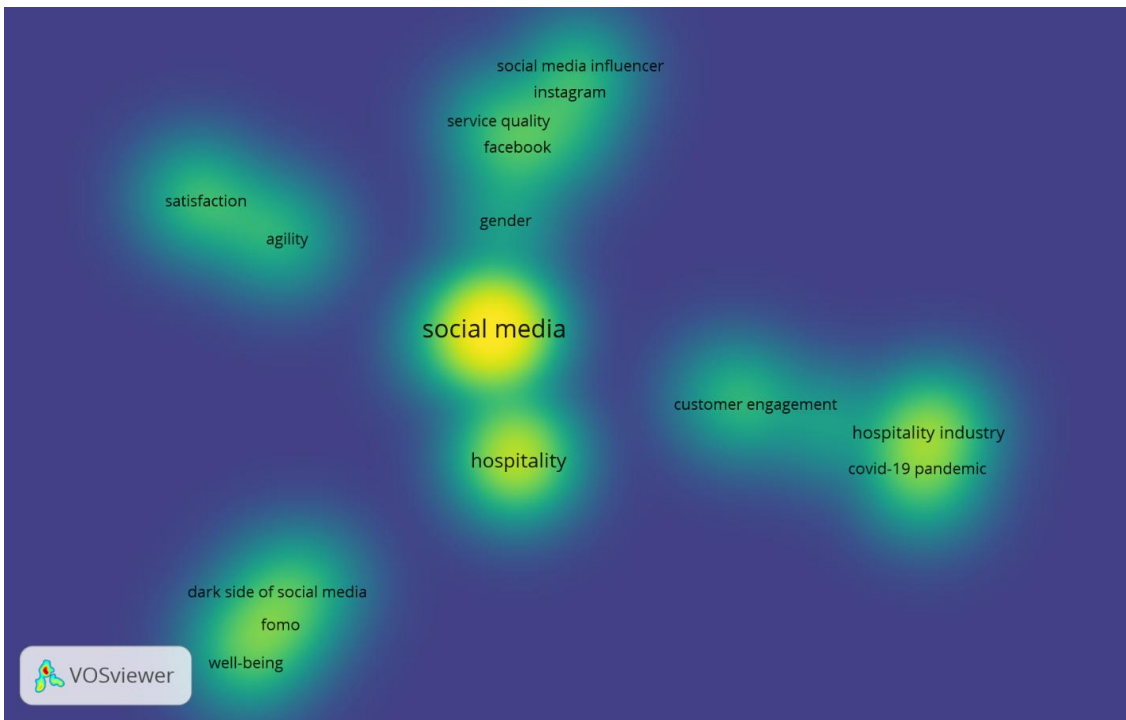 social media influencer
instagram
service quality
facebook
satisfaction
gender
agility
social media
customer engagement
hospitality industry
hospitality
covid-19 pandemic
dark side of social media
fomo
well-being
VOSviewer